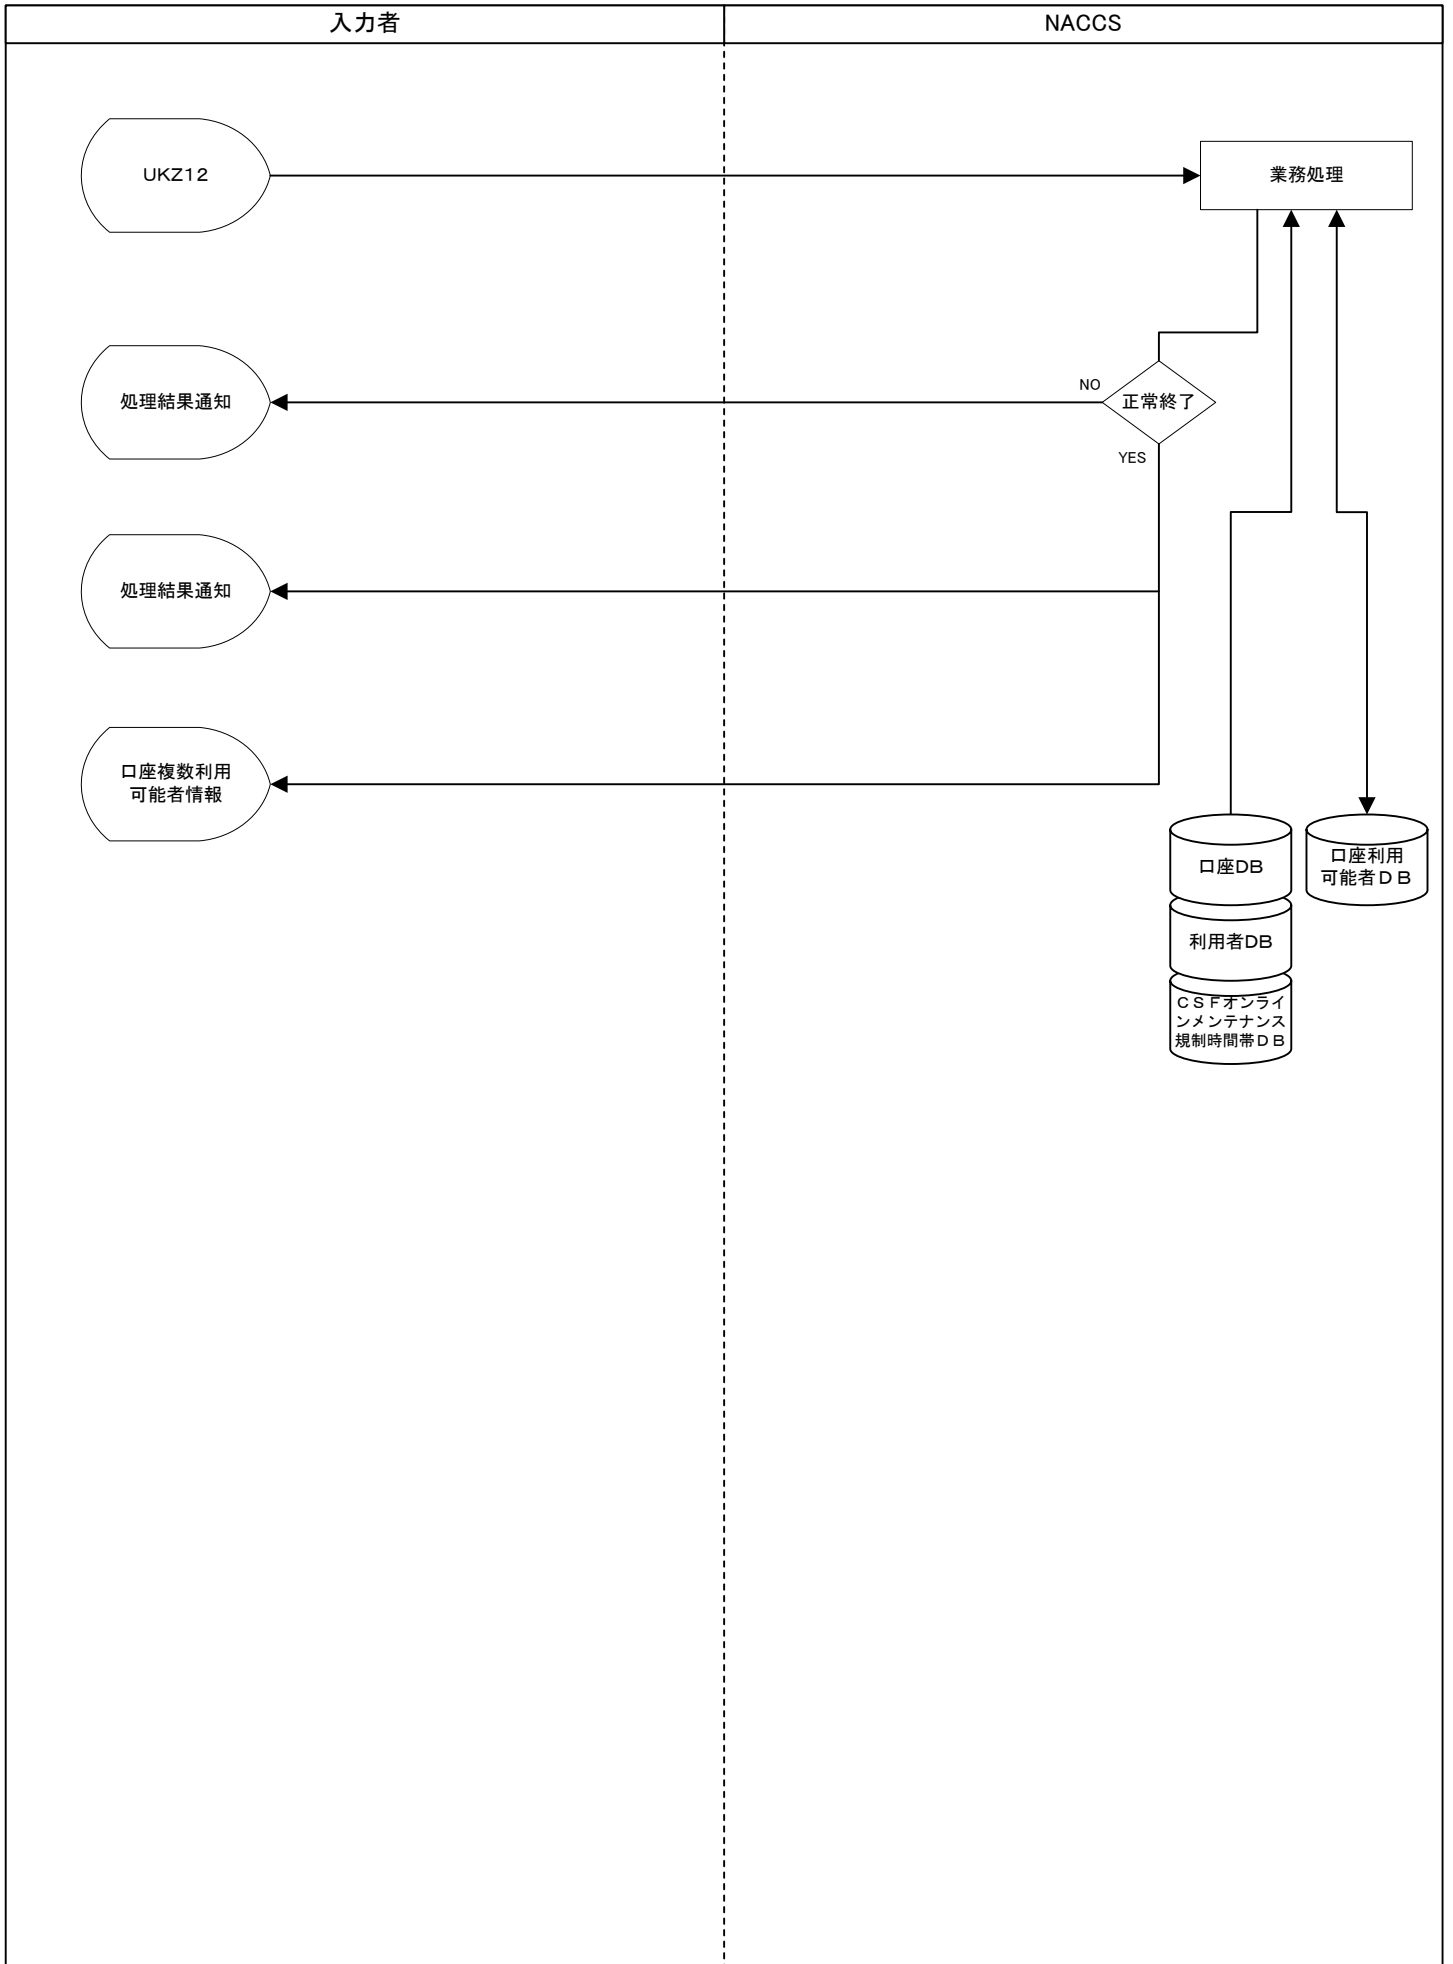 入力者
NACCS
UKZ12
業務処理
処理結果通知
NO
正常終了
YES
処理結果通知
口座複数利用
可能者情報
口座DB
口座利用
可能者ＤＢ
利用者DB
ＣＳＦオンライ
ンメンテナンス
規制時間帯ＤＢ